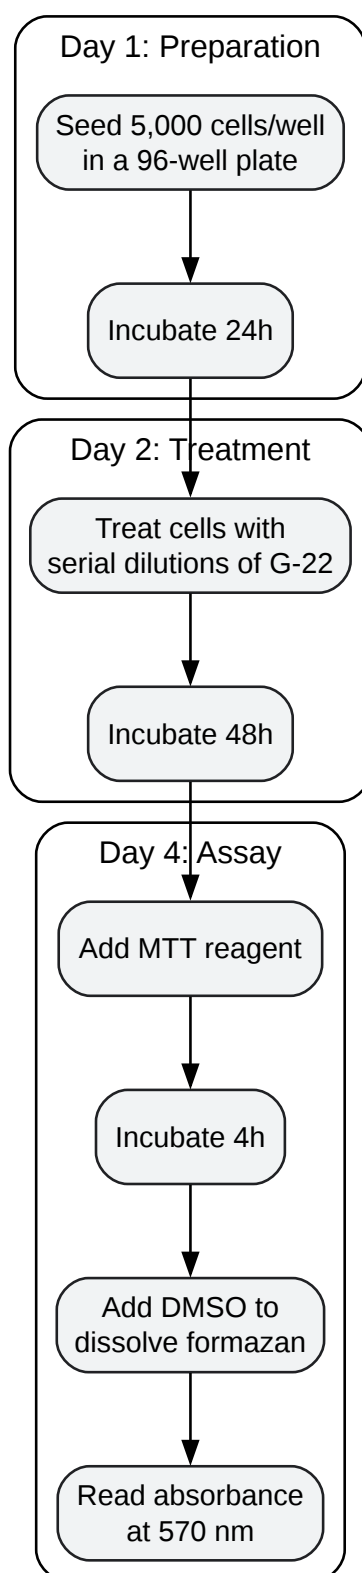 Day 1: Preparation
Seed 5,000 cells/well
in a 96-well plate
Incubate 24h
Day 2: Treatment
Treat cells with
serial dilutions of G-22
Incubate 48h
Day 4: Assay
Add MTT reagent
Incubate 4h
Add DMSO to
dissolve formazan
Read absorbance
at 570 nm